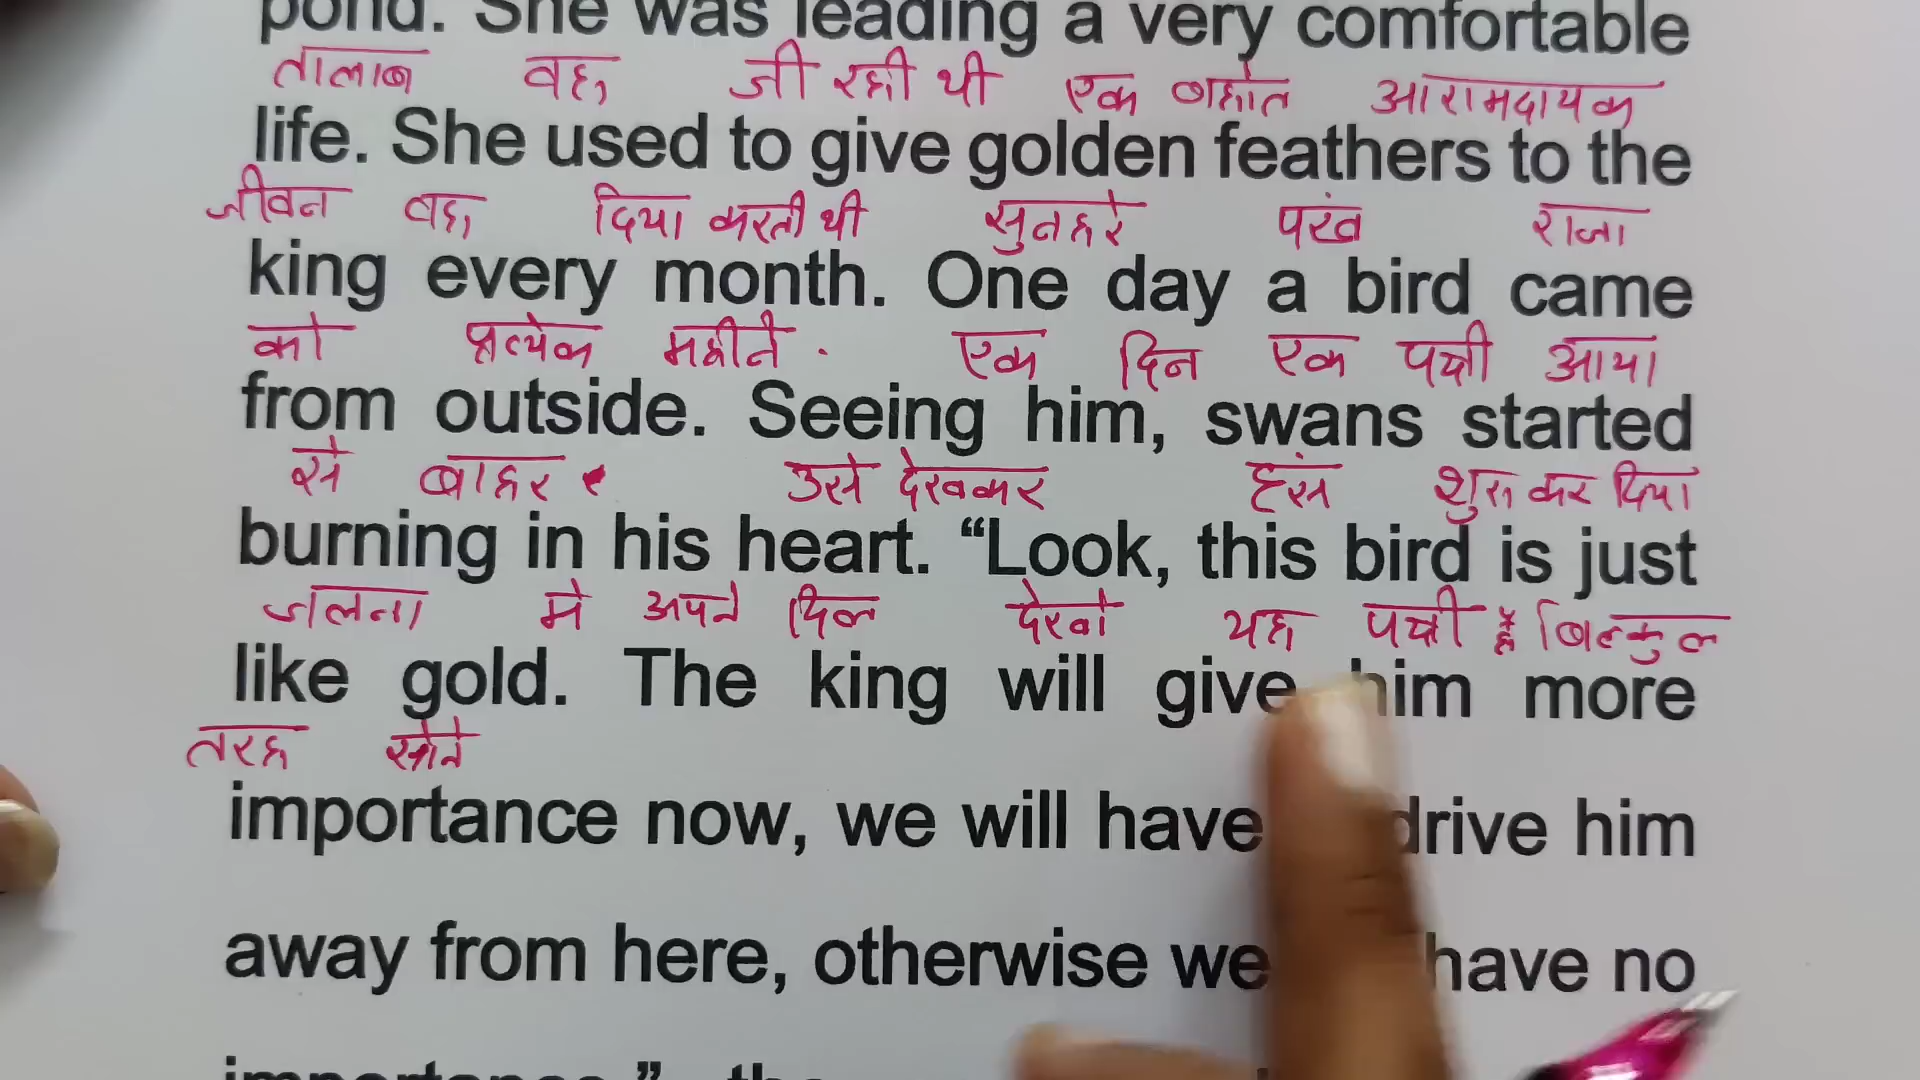 pond. She was leading a very comfortable
तालाब वह जी रही थी एक बहोत आरामदायक
life. She used to give golden feathers to the
जीवन वह दिया करती थी सुनहरे पखं राजा
king every month. One day a bird came
को प्रत्येक महीने . एक दिन एक पक्षी आया
from outside. Seeing him, swans started
से बाहर उसे देखकर हसं शुरू कर दिया
burning in his heart. “Look, this bird is just
जलना मे अपने दिल देखो यह पक्षी है बिल्कुल
like gold. The king will give him more
तरह सोने
importance now, we will have drive him
away from here, otherwise we have no
importance.”